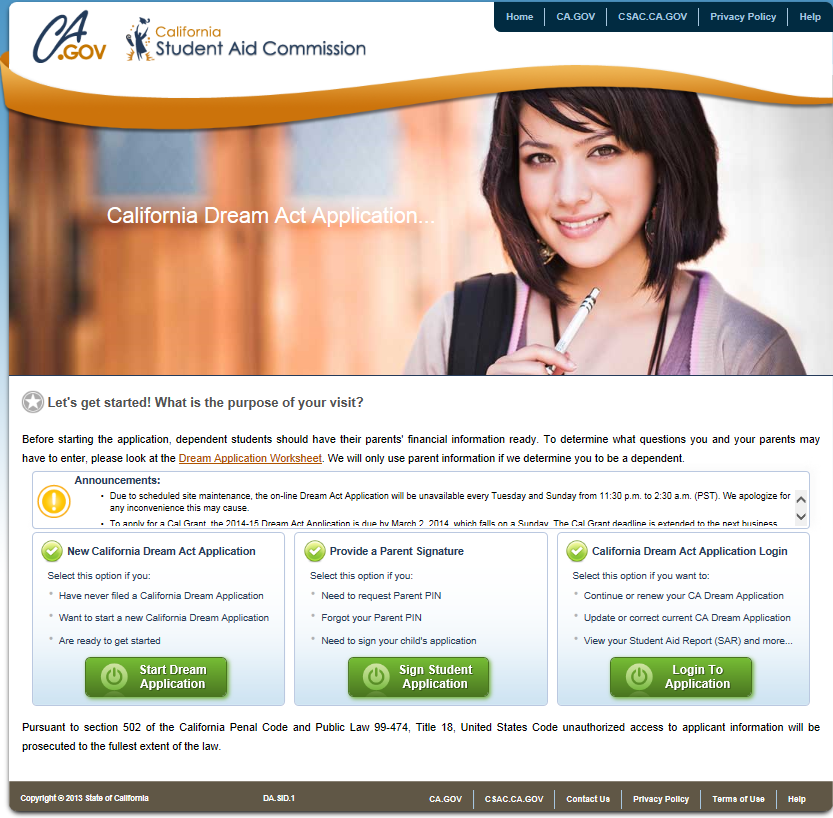 Home CA.GOV CSAC.CA.GOV Privacy Policy Help
CA.GOV
California
Student Aid Commission
California Dream Act Application...
Let's get started! What is the purpose of your visit?
Before starting the application, dependent students should have their parents' financial information ready. To determine what questions you and your parents may
have to enter, please look at the Dream Application Worksheet. We will only use parent information if we determine you to be a dependent.
Announcements:
• Due to scheduled site maintenance, the on-line Dream Act Application will be unavailable every Tuesday and Sunday from 11:30 p.m. to 2:30 a.m. (PST). We apologize for
any inconvenience this may cause.
• To apply for a Cal Grant, the 2014-15 Dream Act Application is due by March 2, 2014, which falls on a Sunday. The Cal Grant deadline is extended to the next business
New California Dream Act Application
Select this option if you:
* Have never filed a California Dream Application
* Want to start a new California Dream Application
* Are ready to get started
Start Dream
Application
Provide a Parent Signature
Select this option if you:
* Need to request Parent PIN
* Forgot your Parent PIN
* Need to sign your child's application
Sign Student
Application
California Dream Act Application Login
Select this option if you want to:
* Continue or renew your CA Dream Application
* Update or correct current CA Dream Application
* View your Student Aid Report (SAR) and more...
Login To
Application
Pursuant to section 502 of the California Penal Code and Public Law 99-474, Title 18, United States Code unauthorized access to applicant information will be
prosecuted to the fullest extent of the law.
Copyright © 2013 State of California DA.SID.1 CA.GOV CSAC.CA.GOV Contact Us Privacy Policy Terms of Use Help